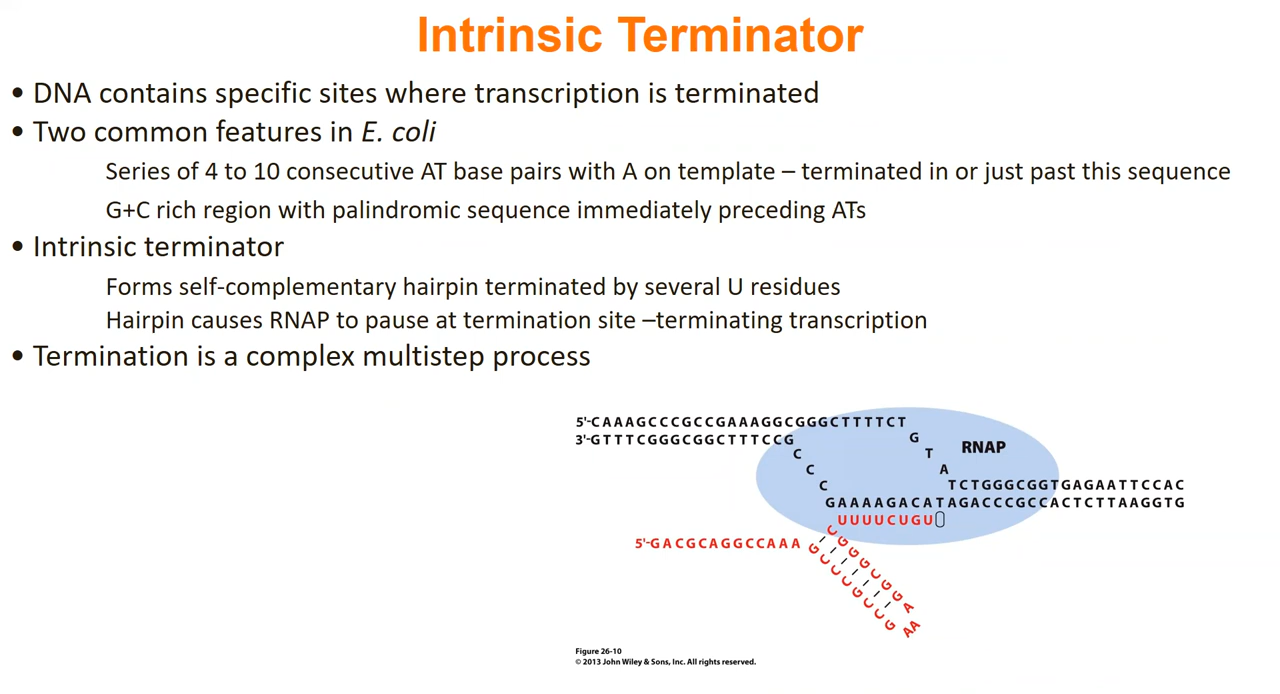 Intrinsic Terminator
• DNA contains specific sites where transcription is terminated
• Two common features in E. coli
Series of 4 to 10 consecutive AT base pairs with A on template – terminated in or just past this sequence
G+C rich region with palindromic sequence immediately preceding ATs
• Intrinsic terminator
Forms self-complementary hairpin terminated by several U residues
Hairpin causes RNAP to pause at termination site –terminating transcription
• Termination is a complex multistep process
5'-CAAAGCCCGCCGAAAGGCGGGCTTTTCT
G
T
A
TCTGGGCGGTGAGAATTCCAC
RNAP
3'-GTTTCGGGCGGCTTTCCG
C
C
C
GAAAAGACATAGACCCGCCACTCTTAAGGTG
UUUUCUGU
5'-GACGCAGGCCAAA
GCCCGCCG
AA
A
CGGGCGGA
Figure 26-10
© 2013 John Wiley & Sons, Inc. All rights reserved.